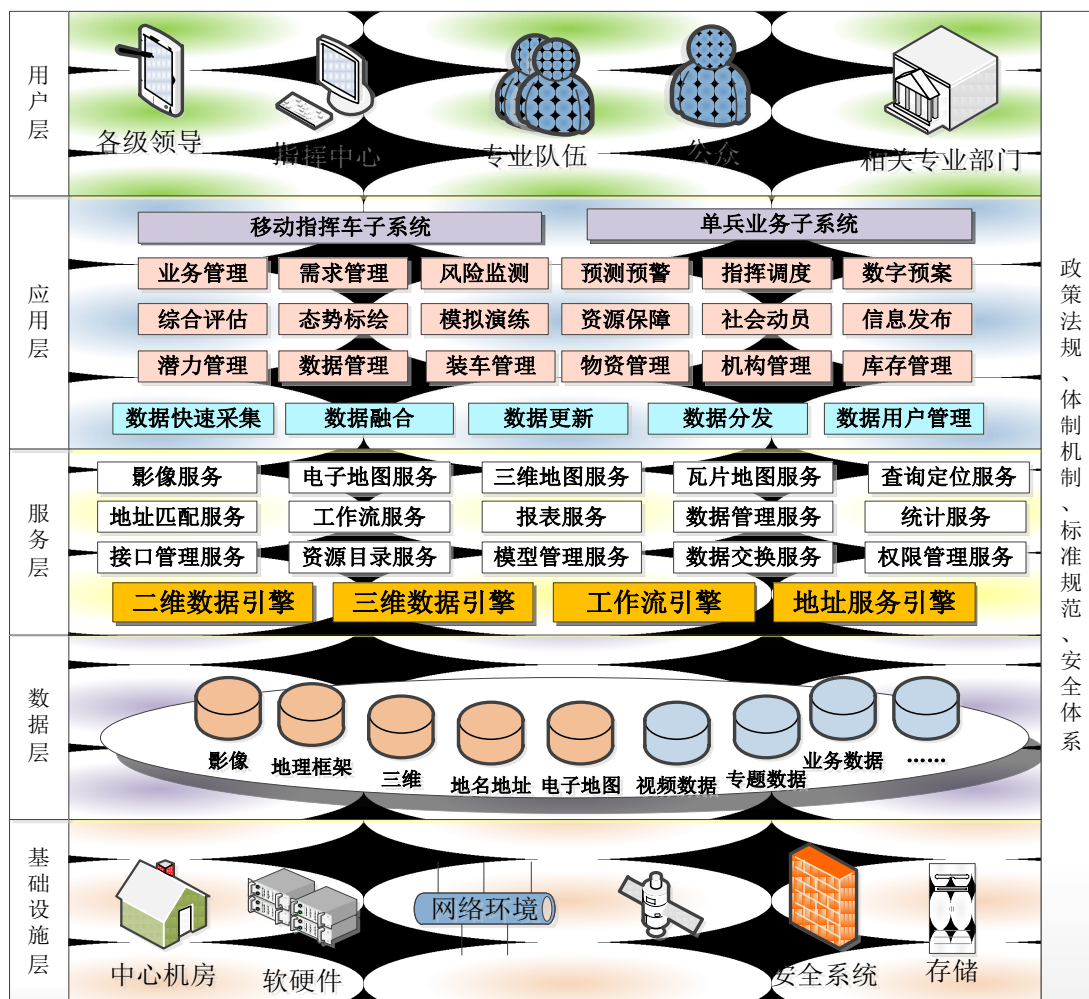 用户层
各级领导
指挥中心
专业队伍
公众
相关专业部门
应用层
移动指挥车子系统
单兵业务子系统
业务管理
需求管理
风险监测
预测预警
指挥调度
数字预案
综合评估
态势标绘
模拟演练
资源保障
社会动员
信息发布
潜力管理
数据管理
装车管理
物资管理
机构管理
库存管理
数据快速采集
数据融合
数据更新
数据分发
数据用户管理
服务层
影像服务
电子地图服务
三维地图服务
瓦片地图服务
查询定位服务
地址匹配服务
工作流服务
报表服务
数据管理服务
统计服务
接口管理服务
资源目录服务
模型管理服务
数据交换服务
权限管理服务
二维数据引擎
三维数据引擎
工作流引擎
地址服务引擎
数据层
影像
地理框架
三维
地名地址
电子地图
视频数据
专题数据
业务数据
……
基础设施层
中心机房
软硬件
网络环境
安全系统
存储
政策法规、体制机制、标准规范、安全体系